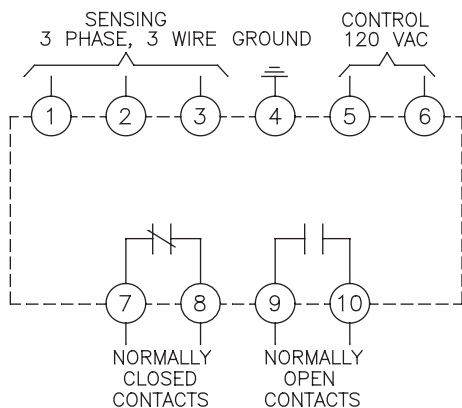 SENSING
3 PHASE, 3 WIRE GROUND
CONTROL
120 VAC
1 2 3 4 5 6
7 8 9 10
NORMALLY
CLOSED
CONTACTS
NORMALLY
OPEN
CONTACTS